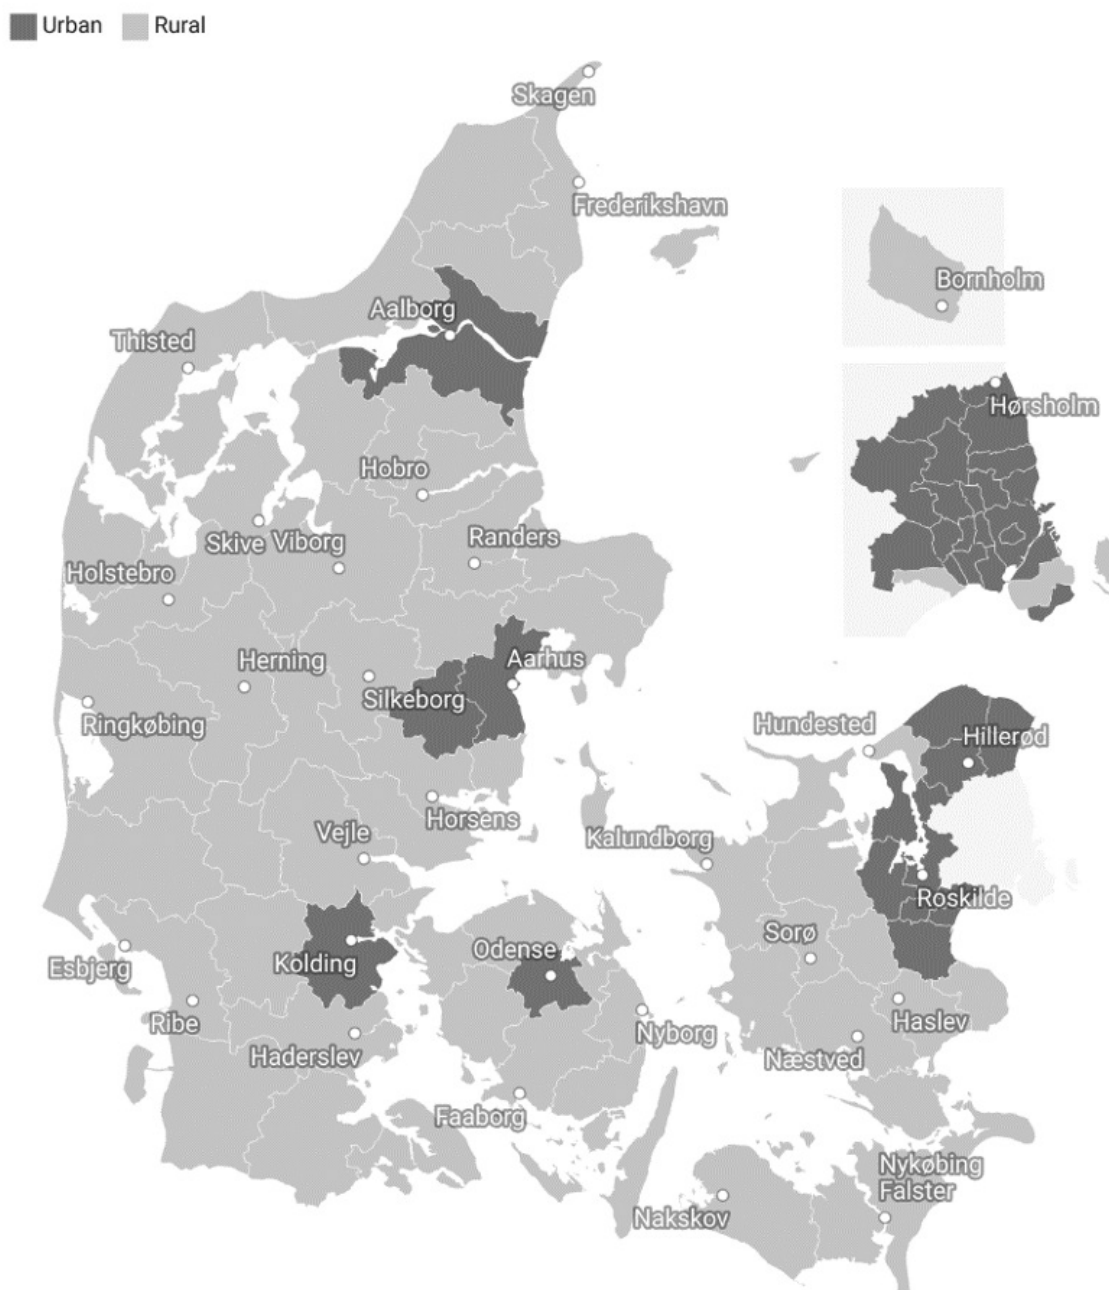 Urban Rural
Skagen
Frederikshavn
Bornholm
Aalborg
Thisted
Hørsholm
Hobro
Skive Viborg
Randers
Holstebro
Herning
Aarhus
Silkeborg
Ringkøbing
Hundested
Hillerød
Horsens
Vejle
Kalundborg
Roskilde
Sorø
Odense
Kolding
Esbjerg
Ribe
Haslev
Nyborg
Haderslev
Næstved
Faaborg
Nykøbing
Falster
Nakskov